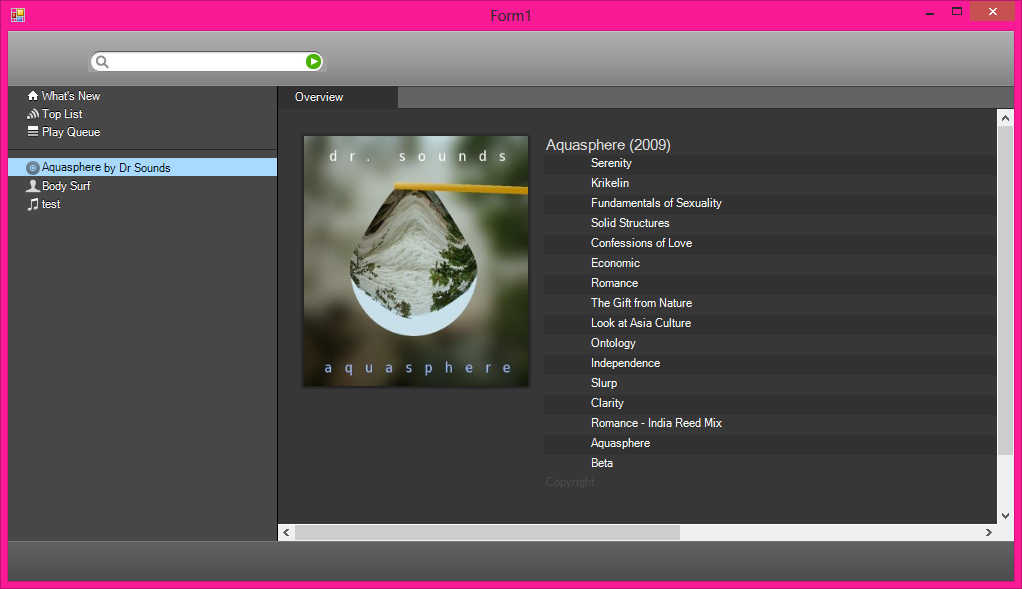 Form1
What's New
Top List
Play Queue
Aquasphere by Dr Sounds
Body Surf
test
Overview
dr. sounds
aquasphere
Aquasphere (2009)
Serenity
Krikelin
Fundamentals of Sexuality
Solid Structures
Confessions of Love
Economic
Romance
The Gift from Nature
Look at Asia Culture
Ontology
Independence
Slurp
Clarity
Romance - India Reed Mix
Aquasphere
Beta
Copyright